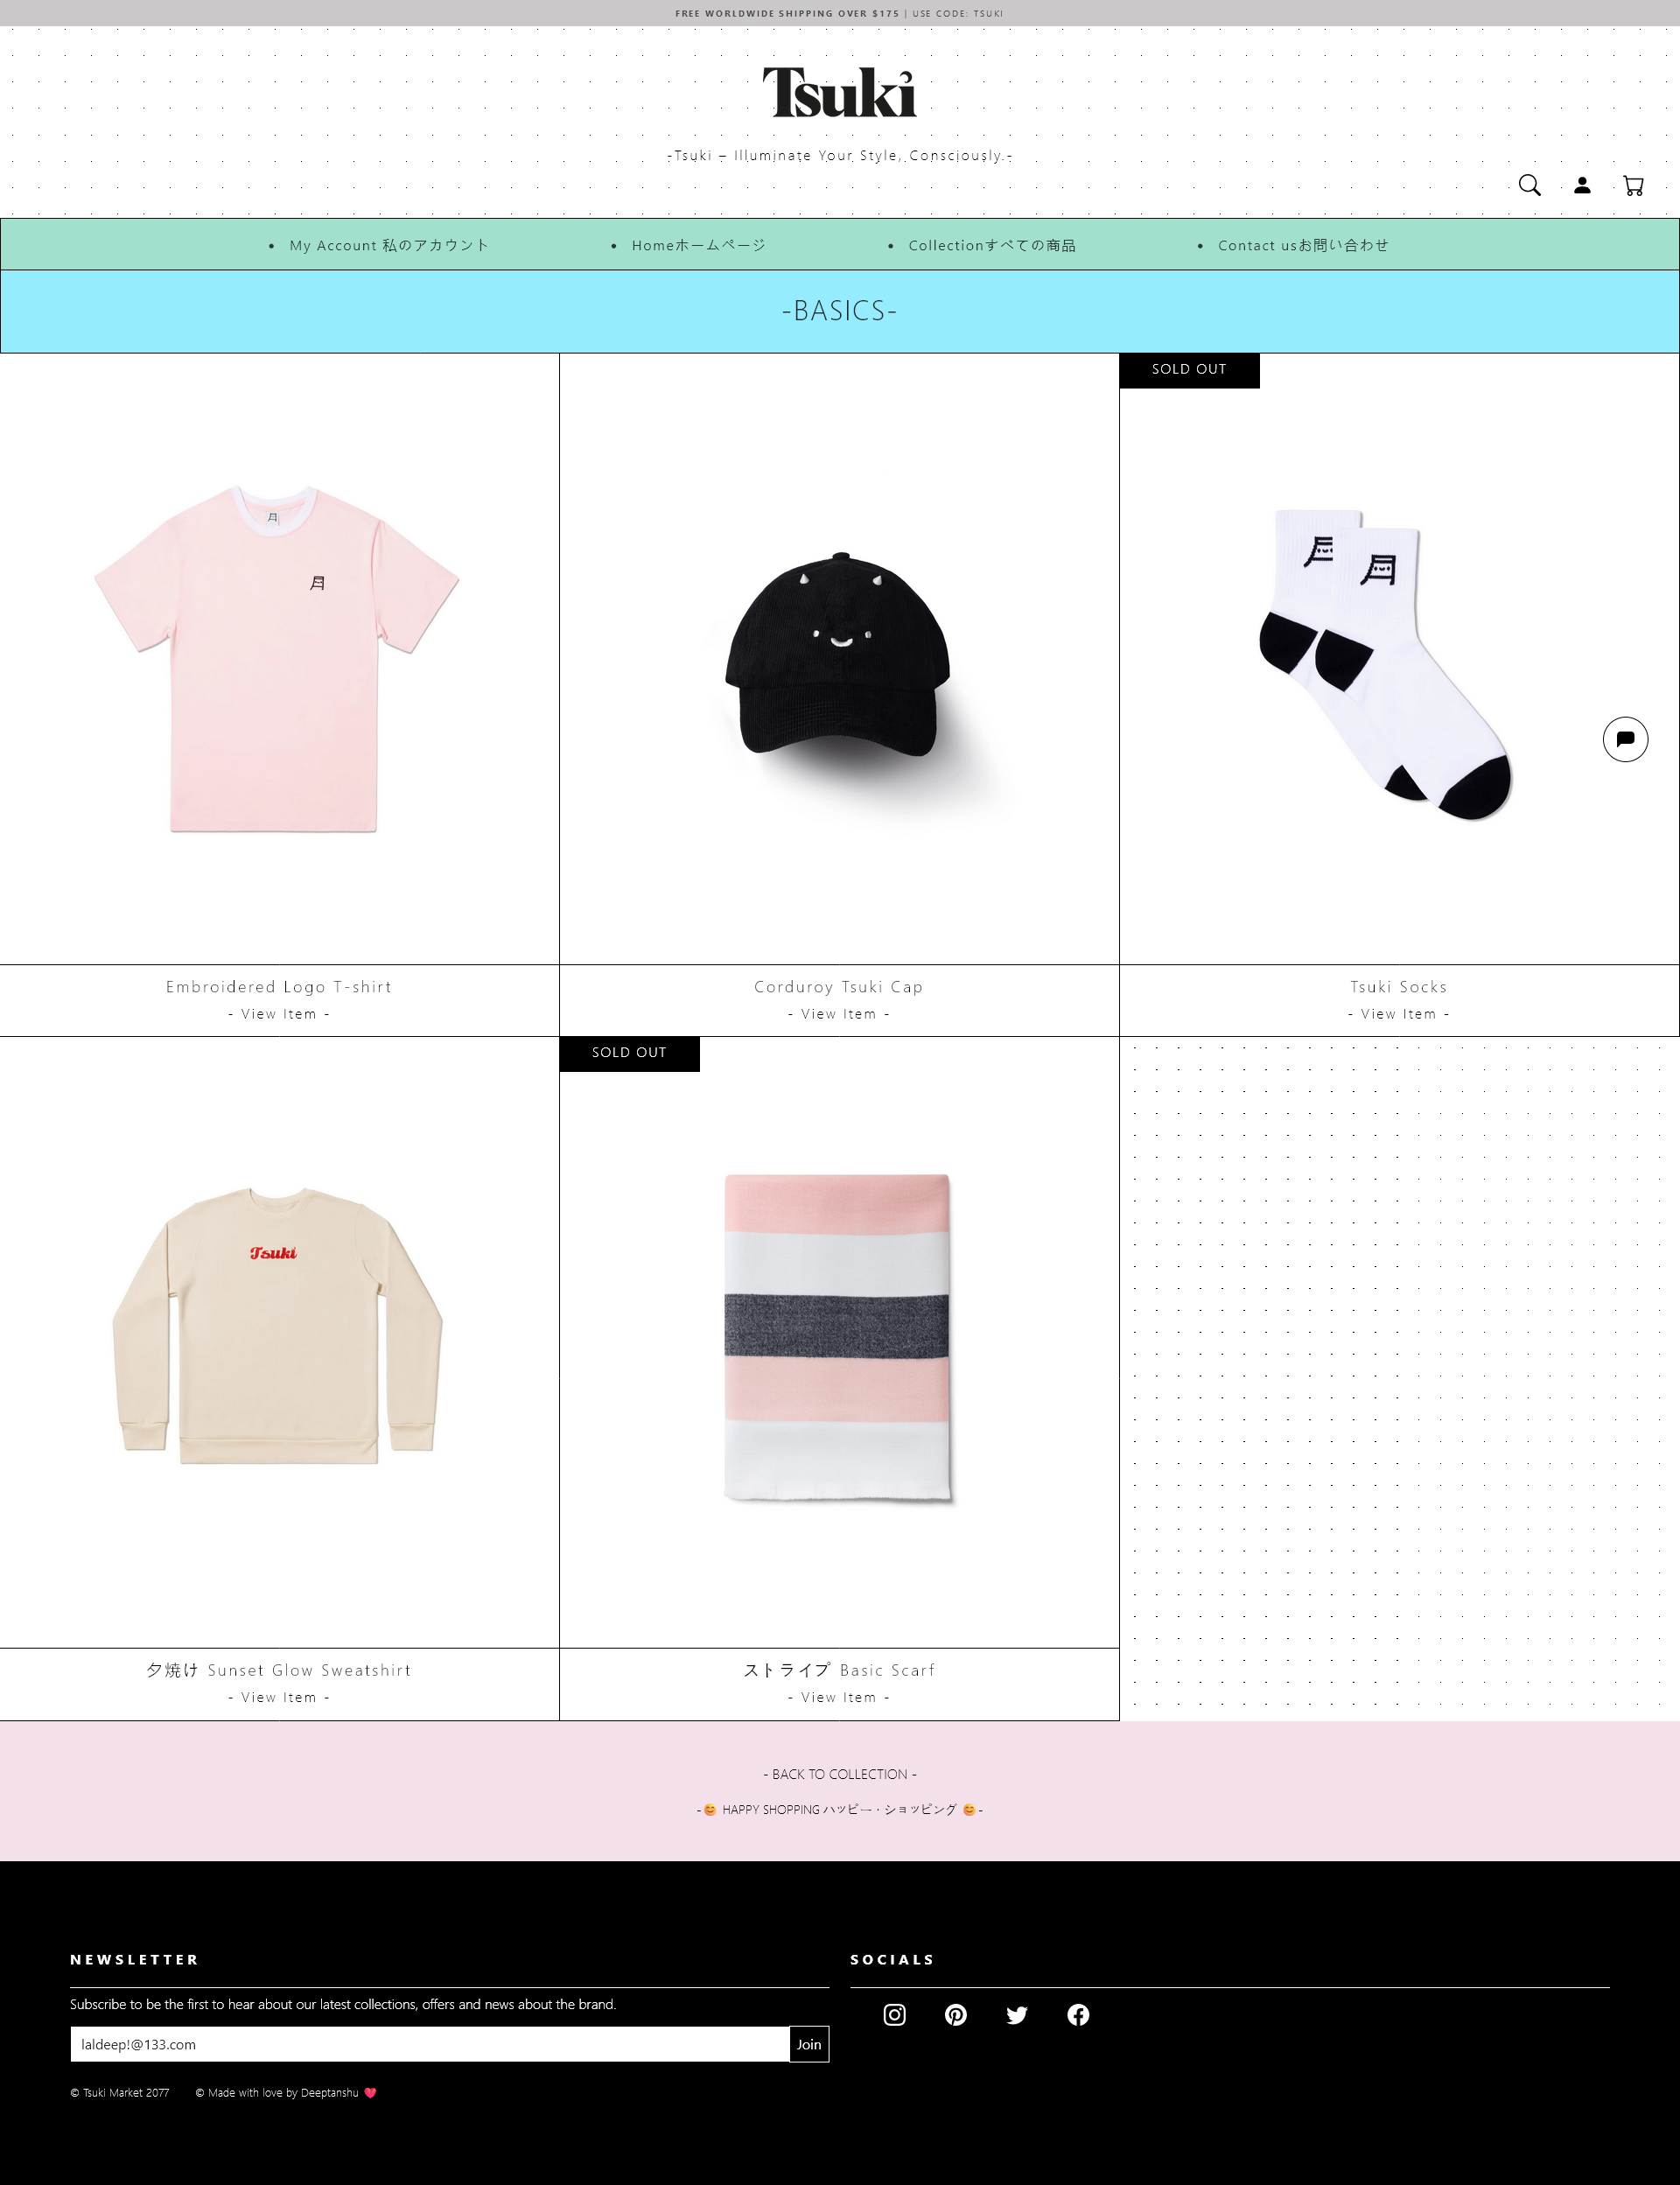 FREE WORLDWIDE SHIPPING OVER $175 | USE CODE: TSUKI
Tsuki
-Tsuki – Illuminate Your Style, Consciously.-
• My Account 私のアカウント • Homeホームページ • Collectionすべての商品 • Contact usお問い合わせ
-BASICS-
SOLD OUT
月
月
月
月
Embroidered Logo T-shirt
- View Item -
Corduroy Tsuki Cap
- View Item -
Tsuki Socks
- View Item -
SOLD OUT
Tsuki
夕焼け Sunset Glow Sweatshirt
- View Item -
ストライプ Basic Scarf
- View Item -
- BACK TO COLLECTION -
-😊 HAPPY SHOPPING ハッピー・ショッピング 😊-
NEWSLETTER
Subscribe to be the first to hear about our latest collections, offers and news about the brand.
laldeep!@133.com
Join
© Tsuki Market 2077 © Made with love by Deeptanshu ❤️
SOCIALS